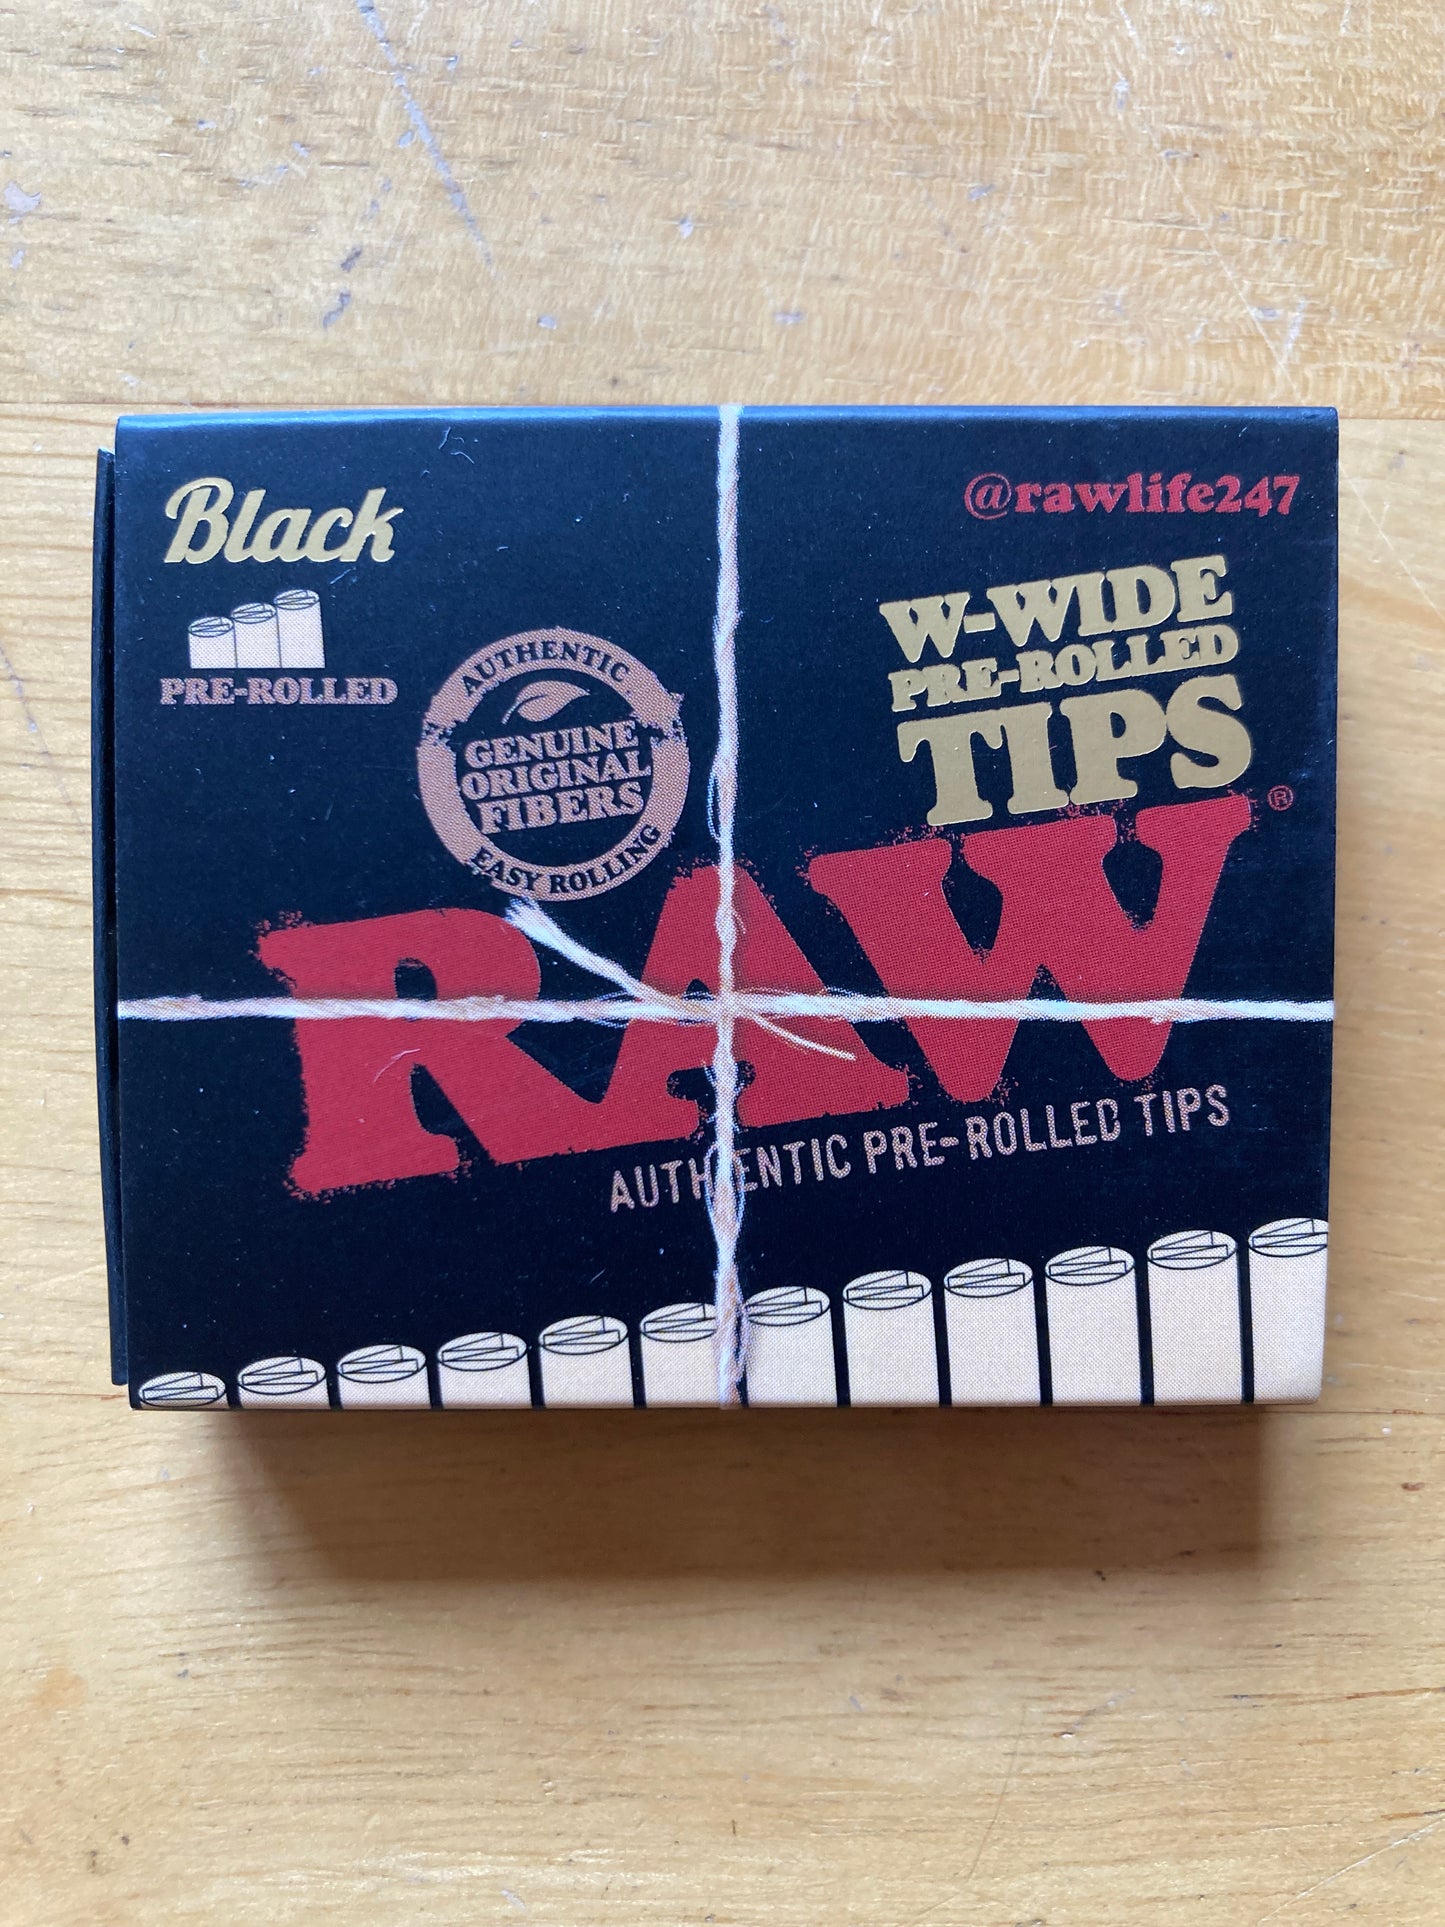 Black
PRE-ROLLED
@rawlife247
W-WIDE
PRE-ROLLED
TIPS
AUTHENTIC
GENUINE
ORIGINAL
FIBERS
EASY ROLLING
RAW®
AUTHENTIC PRE-ROLLED TIPS